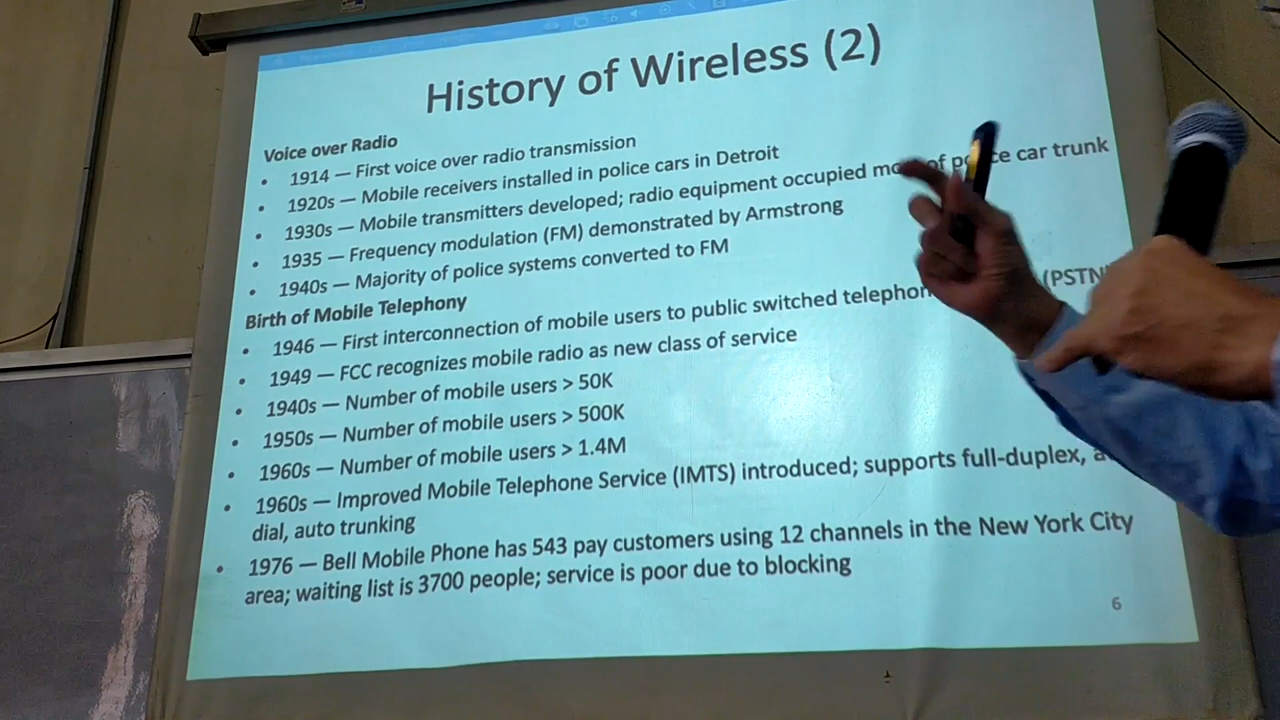 History of Wireless (2)
Voice over Radio
• 1914 — First voice over radio transmission
• 1920s — Mobile receivers installed in police cars in Detroit
• 1930s — Mobile transmitters developed; radio equipment occupied of police car trunk
• 1935 — Frequency modulation (FM) demonstrated by Armstrong
• 1940s — Majority of police systems converted to FM
Birth of Mobile Telephony
• 1946 — First interconnection of mobile users to public switched (PSTN
• 1949 — FCC recognizes mobile radio as new class of service
• 1940s — Number of mobile users > 50K
• 1950s — Number of mobile users > 500K
• 1960s — Number of mobile users > 1.4M
• 1960s — Improved Mobile Telephone Service (IMTS) introduced; supports full-duplex,
dial, auto trunking
• 1976 — Bell Mobile Phone has 543 pay customers using 12 channels in the New York City
area; waiting list is 3700 people; service is poor due to blocking
6